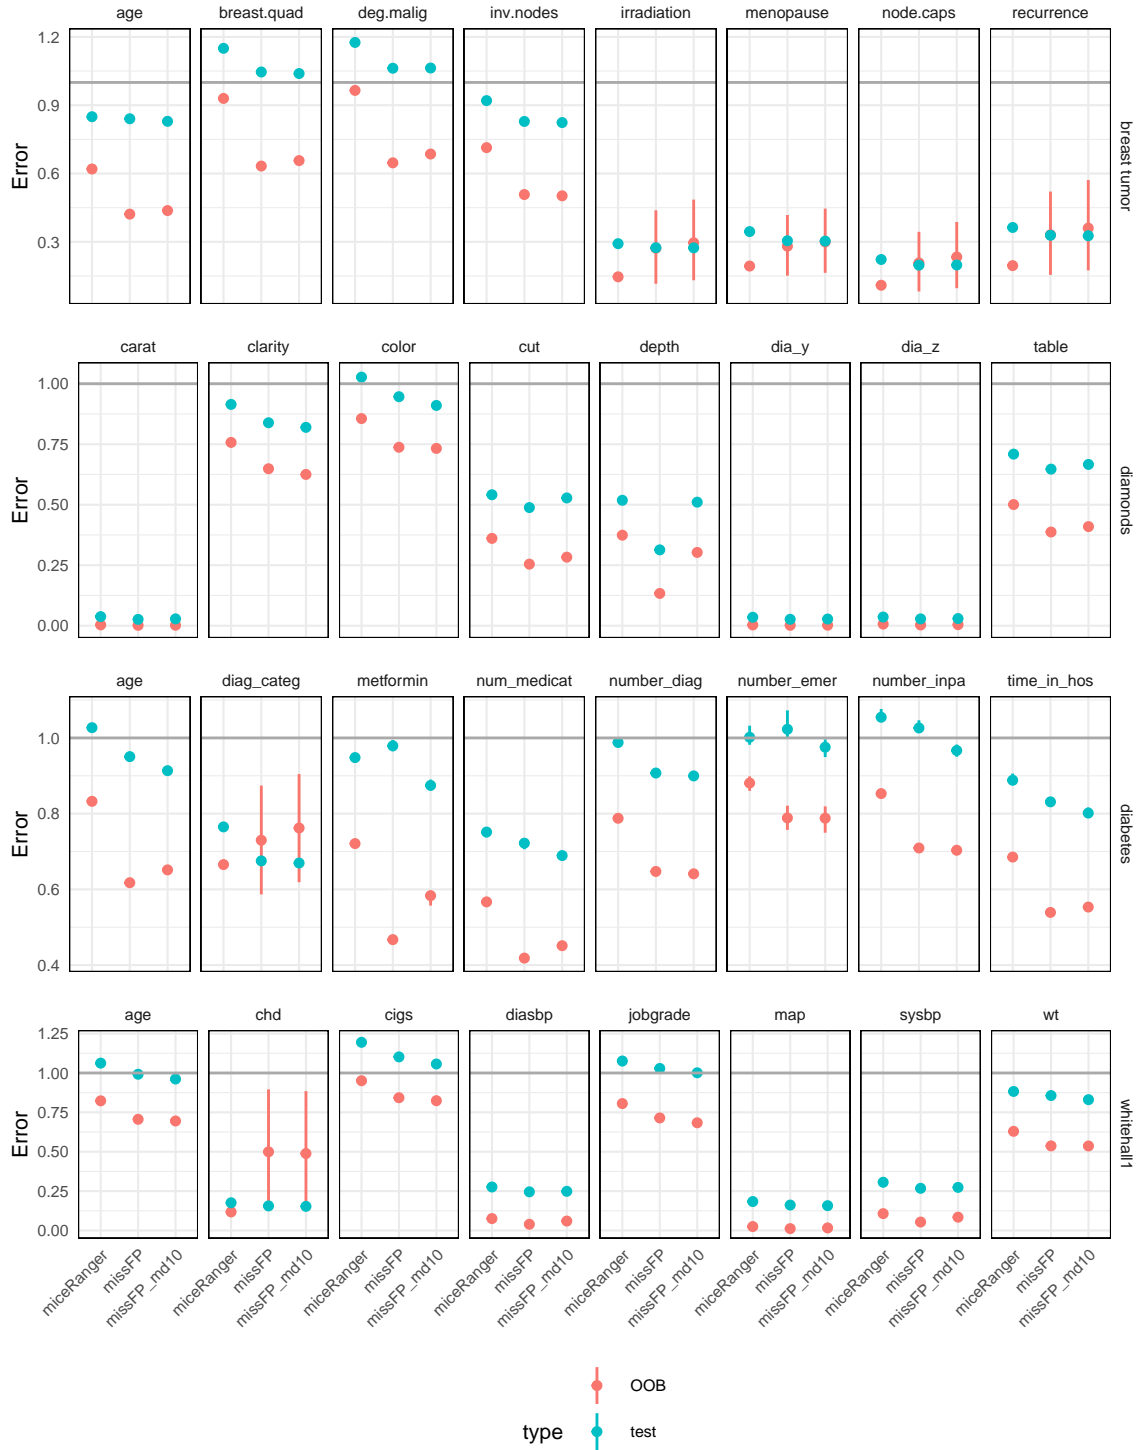 age breast.quad deg.malig inv.nodes irradiation menopause node.caps recurrence
1.2
0.9
0.6
0.3
Error
breast tumor
carat clarity color cut depth dia_y dia_z table
1.00
0.75
0.50
0.25
0.00
Error
diamonds
age diag_categ metformin num_medicat number_diag number_emer number_inpa time_in_hos
1.0
0.8
0.6
0.4
Error
diabetes
age chd cigs diasbp jobgrade map sysbp wt
1.25
1.00
0.75
0.50
0.25
0.00
Error
whitehall1
miceRanger missFP missFP_md10 miceRanger missFP missFP_md10 miceRanger missFP missFP_md10 miceRanger missFP missFP_md10 miceRanger missFP missFP_md10 miceRanger missFP missFP_md10 miceRanger missFP missFP_md10 miceRanger missFP missFP_md10
OOB
type test